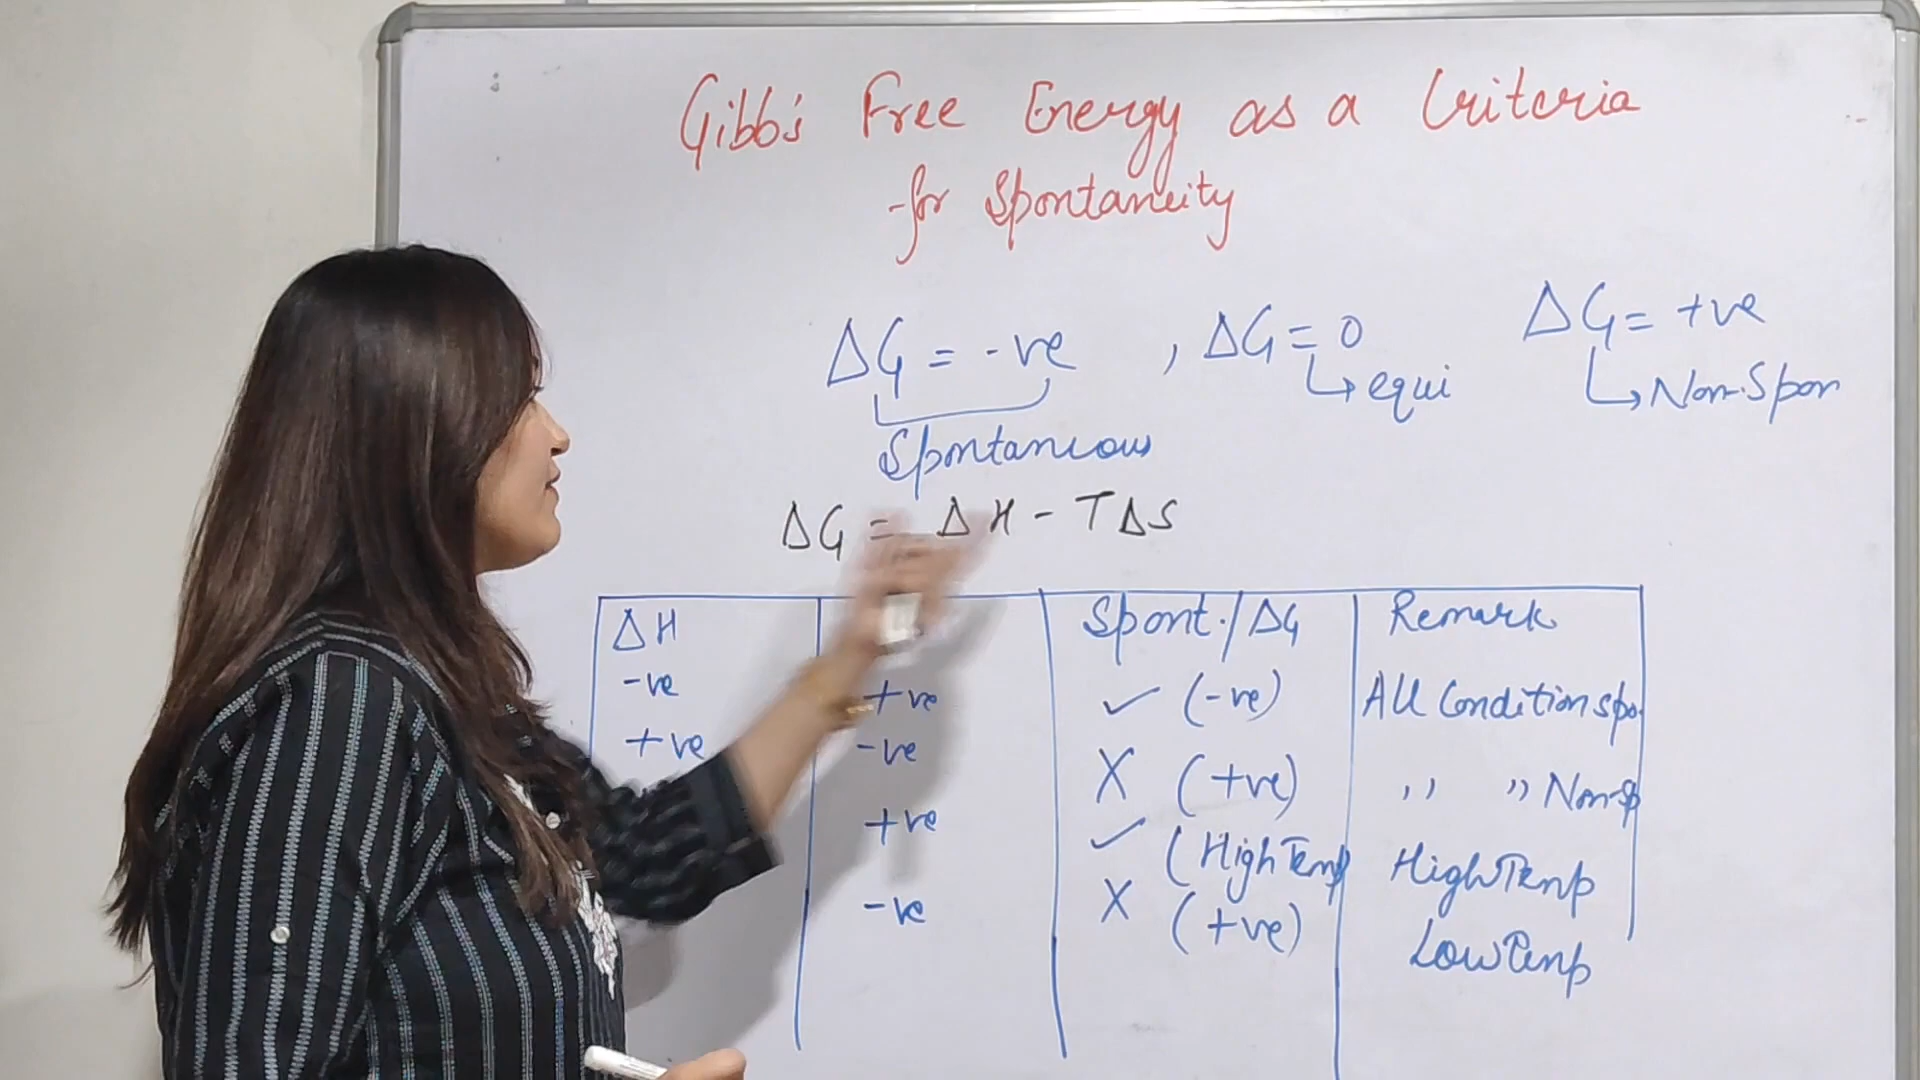 Gibb's Free Energy as a Criteria
for Spontaneity
ΔG = -ve , ΔG = 0 ΔG = +ve
Spontaneous → equi → Non-Spon
ΔG = ΔH - TΔS
ΔH Spont./ΔG Remark
-ve +ve ✓ (-ve) All Condition spo.
+ve -ve X (+ve) ,, ,, Non-sp
+ve ✓ (High Temp High Temp
-ve X (+ve) Low Temp